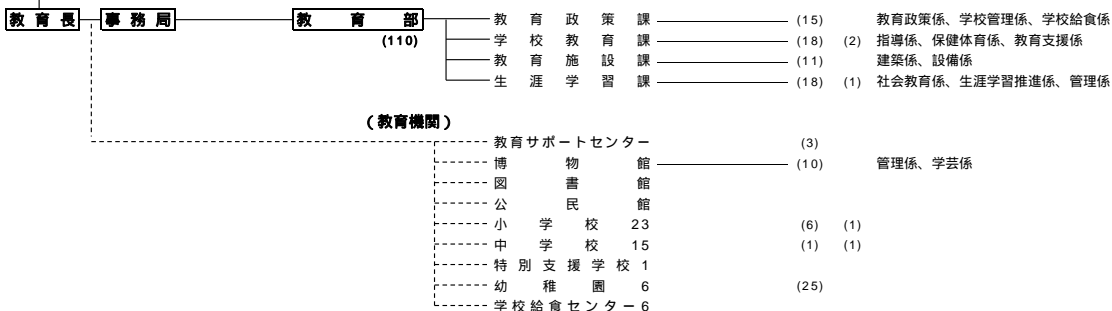 教育長 事務局 教育部 教育政策課 (15) 教育政策係、学校管理係、学校給食係
(110) 学校教育課 (18) (2) 指導係、保健体育係、教育支援係
教育施設課 (11) 建築係、設備係
生涯学習課 (18) (1) 社会教育係、生涯学習推進係、管理係
(教育機関)
教育サポートセンター (3)
博物館 (10) 管理係、学芸係
図書館
公民館
小学校 23 (6) (1)
中学校 15 (1) (1)
特別支援学校 1
幼稚園 6 (25)
学校給食センター 6